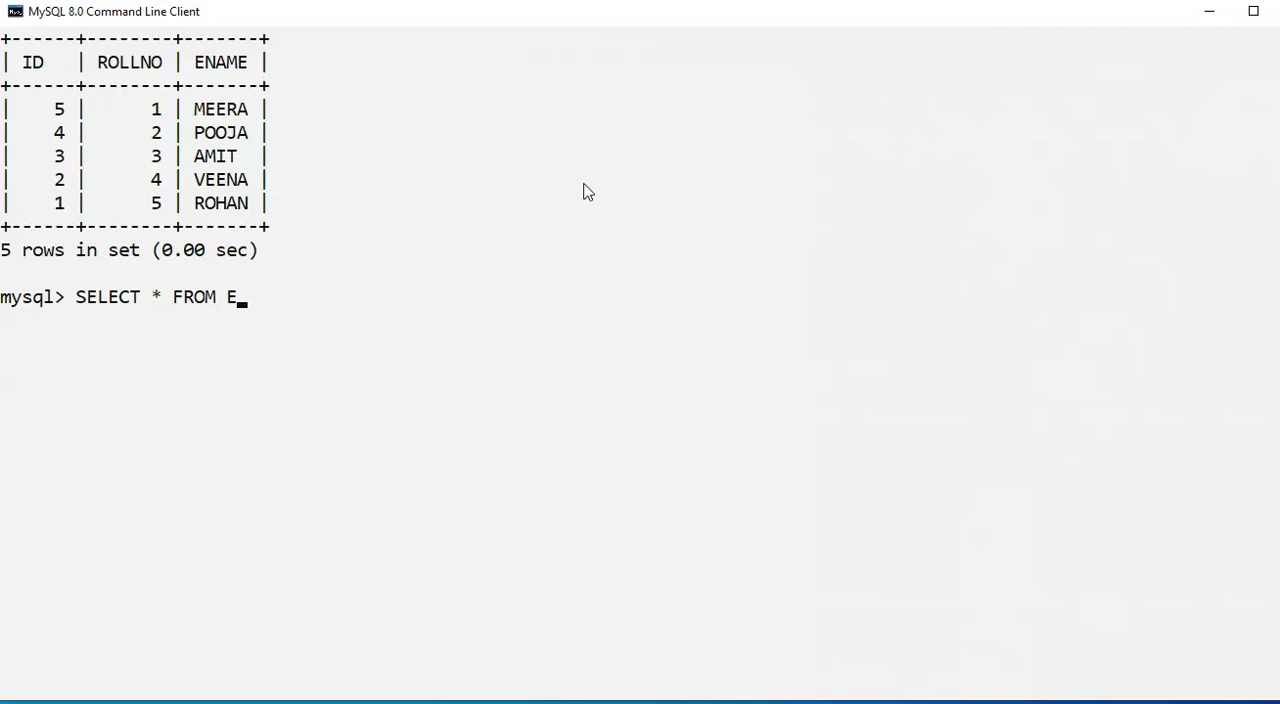 MySQL 8.0 Command Line Client
+------+--------+-------+
| ID   | ROLLNO | ENAME |
+------+--------+-------+
|    5 |      1 | MEERA |
|    4 |      2 | POOJA |
|    3 |      3 | AMIT  |
|    2 |      4 | VEENA |
|    1 |      5 | ROHAN |
+------+--------+-------+
5 rows in set (0.00 sec)
mysql> SELECT * FROM E_